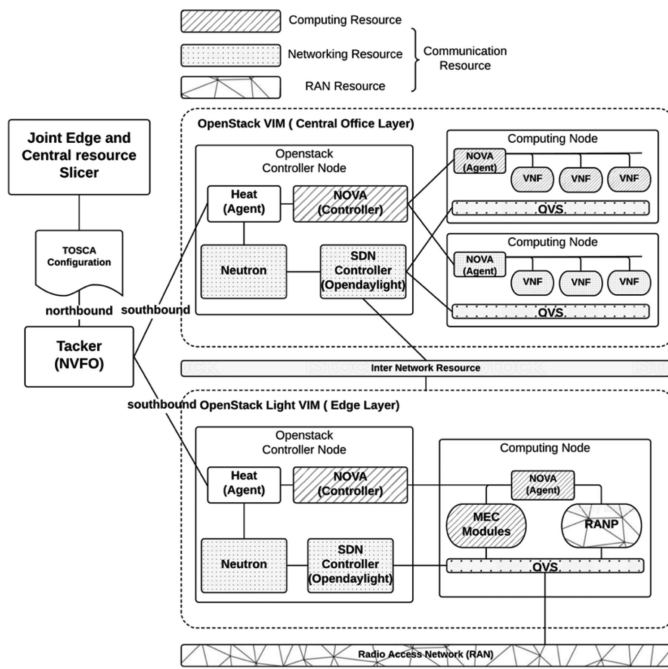 Computing Resource
Networking Resource
RAN Resource
Communication
Resource
Joint Edge and
Central resource
Slicer
TOSCA
Configuration
northbound
Tacker
(NVFO)
southbound
southbound
OpenStack VIM ( Central Office Layer)
Openstack
Controller Node
Heat
(Agent)
NOVA
(Controller)
Neutron
SDN
Controller
(Opendaylight)
Computing Node
NOVA
(Agent)
VNF
VNF
VNF
OVS
Computing Node
NOVA
(Agent)
VNF
VNF
VNF
OVS
Inter Network Resource
OpenStack Light VIM ( Edge Layer)
Openstack
Controller Node
Heat
(Agent)
NOVA
(Controller)
Neutron
SDN
Controller
(Opendaylight)
Computing Node
NOVA
(Agent)
MEC
Modules
RANP
OVS
Radio Access Network (RAN)